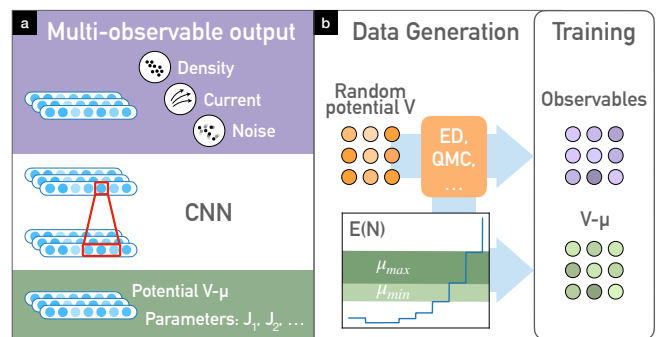 a
Multi-observable output
Density
Current
Noise
CNN
Potential V-μ
Parameters: J₁, J₂, ...
b
Data Generation
Training
Random
potential V
ED,
QMC,
...
Observables
E(N)
μmax
μmin
V-μ